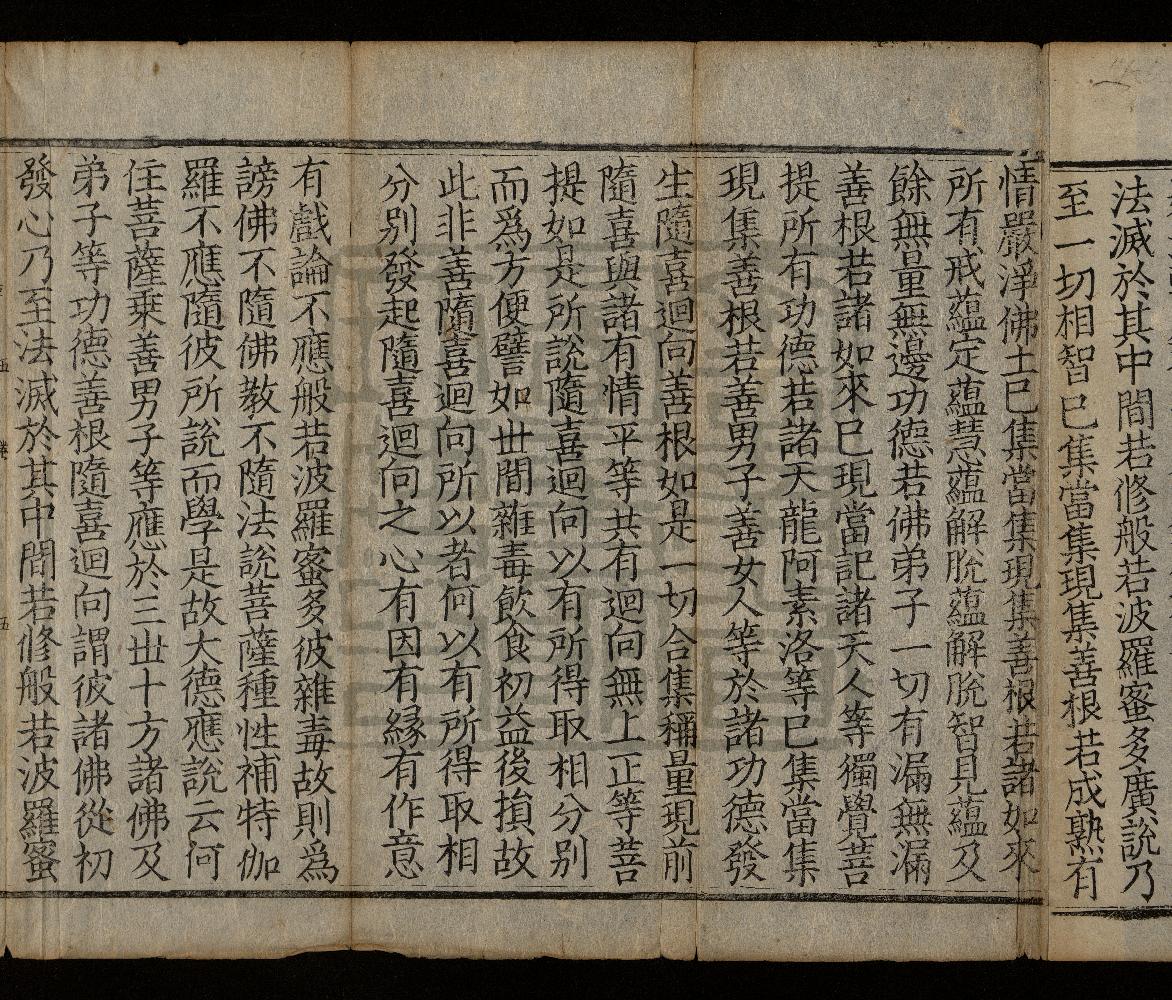 法滅於其中間若修般若波羅蜜多廣說乃
至一切相智已集當集現集善根若成熟有
情嚴淨佛土已集當集現集善根若諸如來
所有戒蘊定蘊慧蘊解脫蘊解脫智見蘊及
餘無量無邊功德若佛弟子一切有漏無漏
善根若諸如來已現當記諸天人等獨覺菩
提所有功德若諸天龍阿素洛等已集當集
現集善根若善男子善女人等於諸功德發
生隨喜迴向善根如是一切合集稱量現前
隨喜與諸有情平等共有迴向無上正等菩
提如是所說隨喜迴向以有所得取相分別
而爲方便譬如世間雜毒飲食初益後損故
此非善隨喜迴向所以者何以有所得取相
分別發起隨喜迴向之心有因有緣有作意
有戲論不應般若波羅蜜多彼雜毒故則爲
謗佛不隨佛教不隨法說菩薩種性補特伽
羅不應隨彼所說而學是故大德應說云何
住菩薩乘善男子等應於三世十方諸佛及
弟子等功德善根隨喜迴向謂彼諸佛從初
發心乃至法滅於其中間若修般若波羅蜜